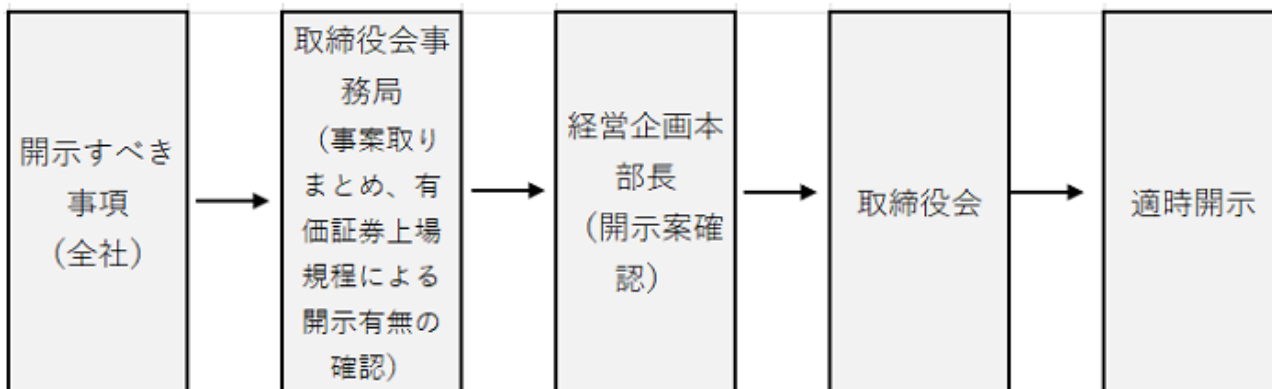 開示すべき
事項
（全社）
取締役会事
務局
（事案取り
まとめ、有
価証券上場
規程による
開示有無の
確認）
経営企画本
部長
（開示案確
認）
取締役会
適時開示